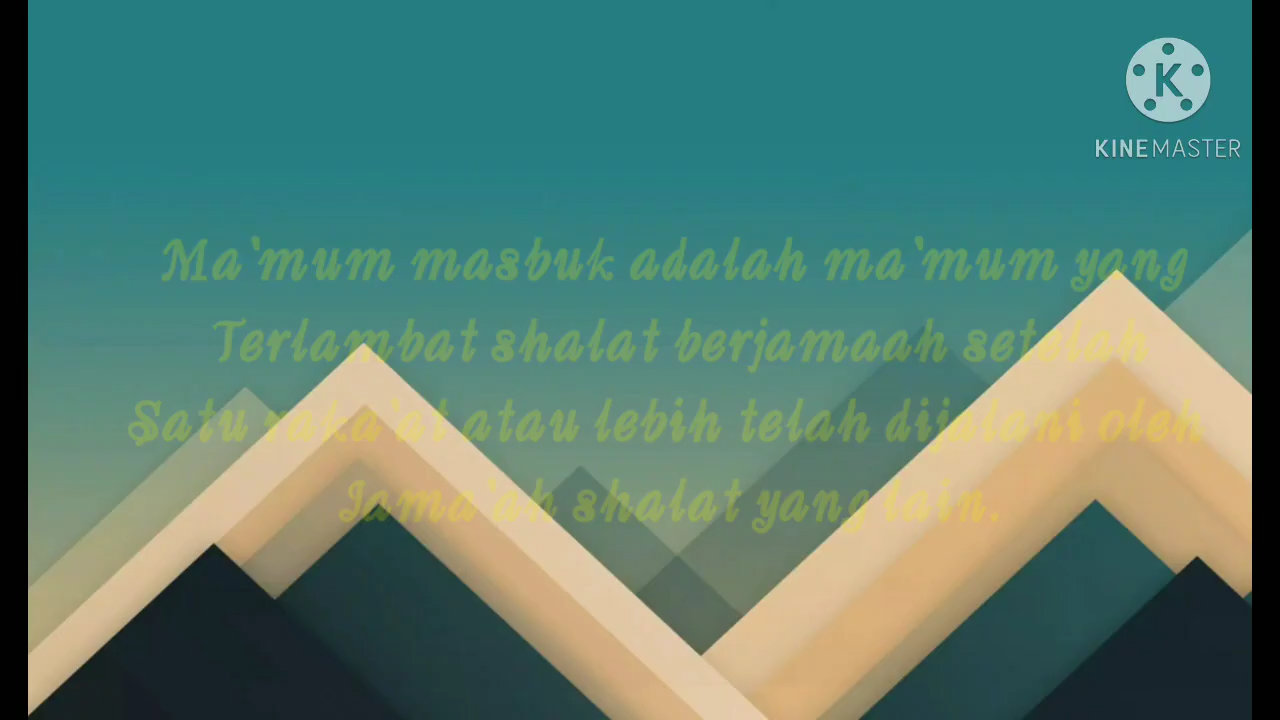 K
KINEMASTER
Ma`mum masbuk adalah ma`mum yang
Terlambat shalat berjamaah setelah
Satu raka`at atau lebih telah dijalani oleh
Jama`ah shalat yang lain.